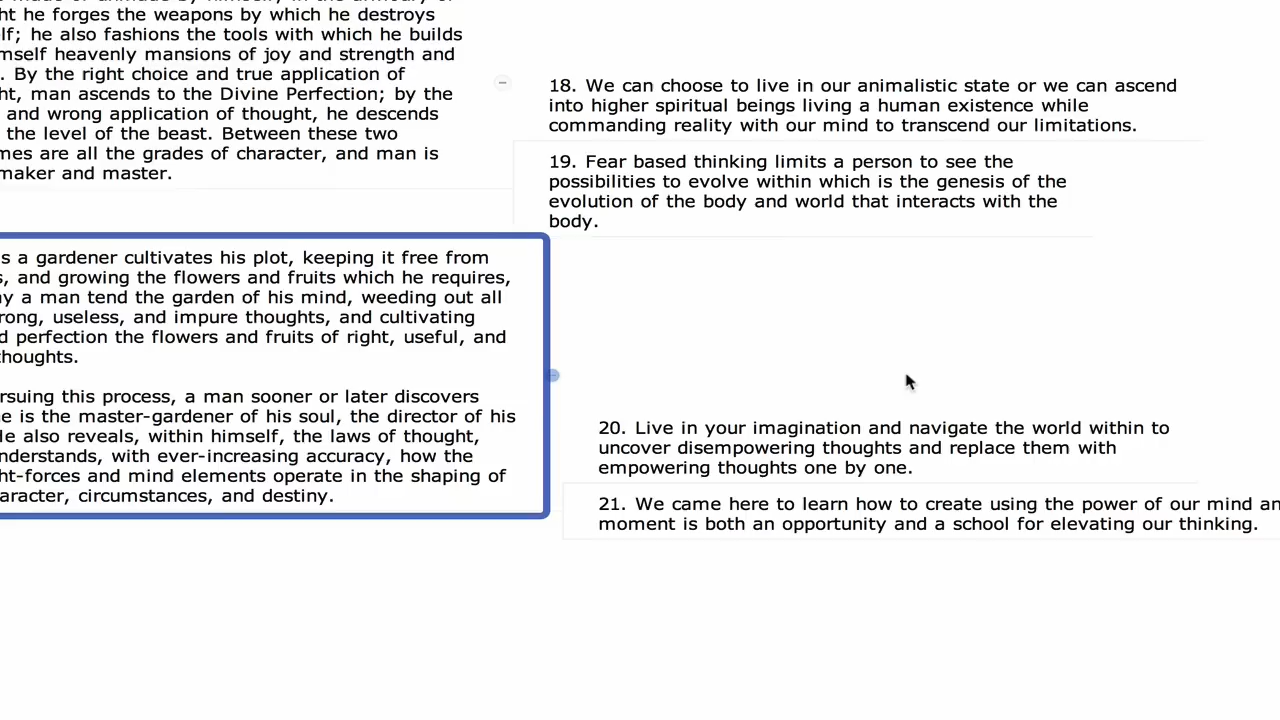 ht he forges the weapons by which he destroys
lf; he also fashions the tools with which he builds
mself heavenly mansions of joy and strength and
. By the right choice and true application of
ht, man ascends to the Divine Perfection; by the
and wrong application of thought, he descends
the level of the beast. Between these two
mes are all the grades of character, and man is
maker and master.
s a gardener cultivates his plot, keeping it free from
s, and growing the flowers and fruits which he requires,
ay a man tend the garden of his mind, weeding out all
rong, useless, and impure thoughts, and cultivating
d perfection the flowers and fruits of right, useful, and
thoughts.
rsuing this process, a man sooner or later discovers
e is the master-gardener of his soul, the director of his
le also reveals, within himself, the laws of thought,
nderstands, with ever-increasing accuracy, how the
ht-forces and mind elements operate in the shaping of
aracter, circumstances, and destiny.
18. We can choose to live in our animalistic state or we can ascend
into higher spiritual beings living a human existence while
commanding reality with our mind to transcend our limitations.
19. Fear based thinking limits a person to see the
possibilities to evolve within which is the genesis of the
evolution of the body and world that interacts with the
body.
20. Live in your imagination and navigate the world within to
uncover disempowering thoughts and replace them with
empowering thoughts one by one.
21. We came here to learn how to create using the power of our mind an
moment is both an opportunity and a school for elevating our thinking.